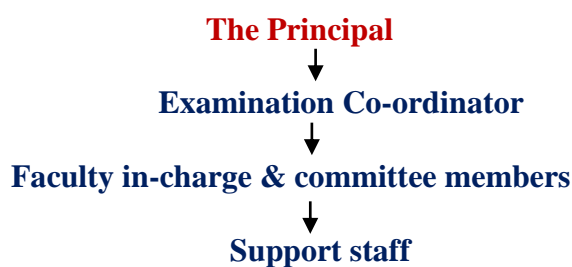 The Principal
Examination Co-ordinator
Faculty in-charge & committee members
Support staff